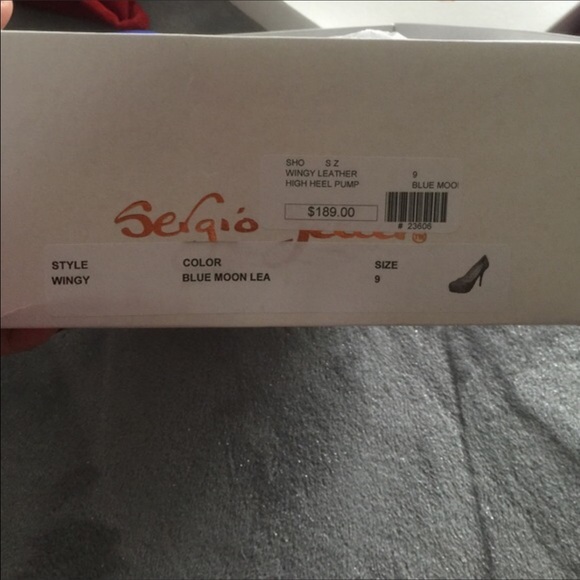 SHO S Z
WINGY LEATHER 9
HIGH HEEL PUMP BLUE MOO
$189.00
# 23606
Sergio
STYLE COLOR SIZE
WINGY BLUE MOON LEA 9